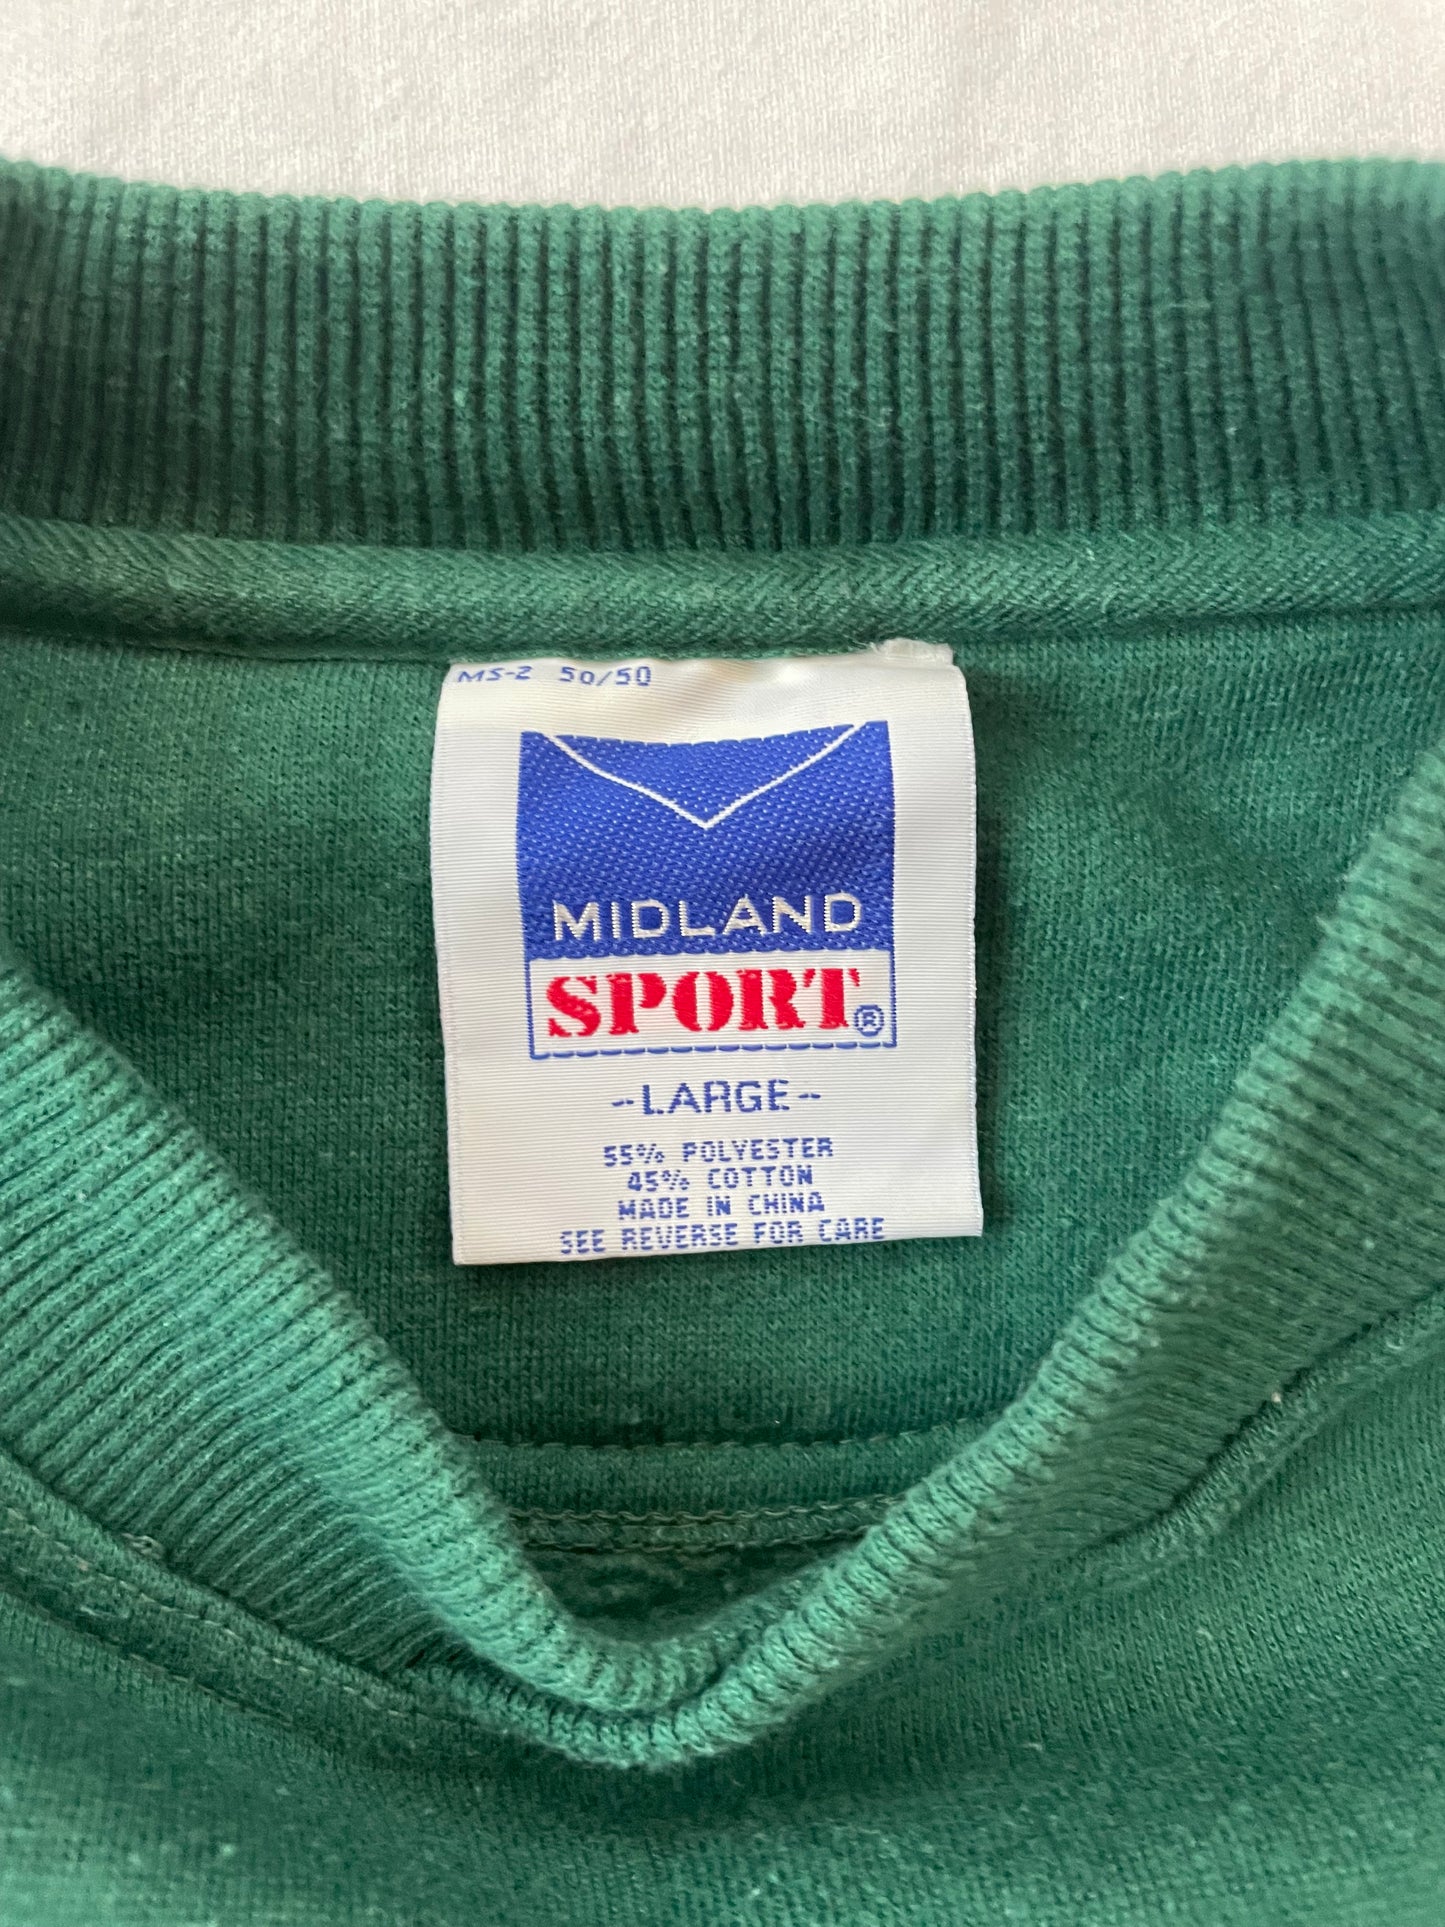 MS-2 50/50
MIDLAND
SPORT®
--LARGE--
55% POLYESTER
45% COTTON
MADE IN CHINA
SEE REVERSE FOR CARE